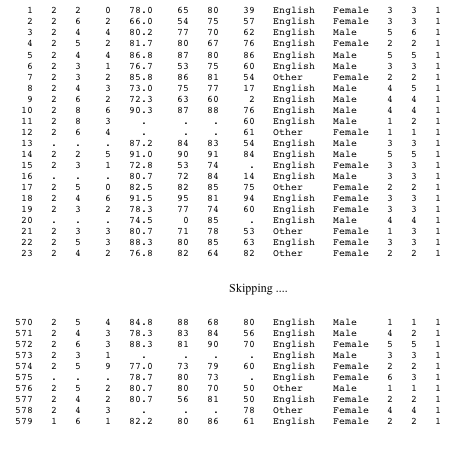 1 2 2 0 78.0 65 80 39 English Female 3 3 1
2 2 6 2 66.0 54 75 57 English Female 3 3 1
3 2 4 4 80.2 77 70 62 English Male 5 6 1
4 2 5 2 81.7 80 67 76 English Female 2 2 1
5 2 4 4 86.8 87 80 86 English Male 5 5 1
6 2 3 1 76.7 53 75 60 English Male 3 3 1
7 2 3 2 85.8 86 81 54 Other Female 2 2 1
8 2 4 3 73.0 75 77 17 English Male 4 5 1
9 2 6 2 72.3 63 60 2 English Male 4 4 1
10 2 8 6 90.3 87 88 76 English Male 4 4 1
11 2 8 3 . . . 60 English Male 1 2 1
12 2 6 4 . . . 61 Other Female 1 1 1
13 . . . 87.2 84 83 54 English Male 3 3 1
14 2 2 5 91.0 90 91 84 English Male 5 5 1
15 2 3 1 72.8 53 74 . English Female 3 3 1
16 . . . 80.7 72 84 14 English Male 3 3 1
17 2 5 0 82.5 82 85 75 Other Female 2 2 1
18 2 4 6 91.5 95 81 94 English Female 3 3 1
19 2 3 2 78.3 77 74 60 English Female 3 3 1
20 . . . 74.5 0 85 . English Male 4 4 1
21 2 3 3 80.7 71 78 53 Other Female 1 3 1
22 2 5 3 88.3 80 85 63 English Female 3 3 1
23 2 4 2 76.8 82 64 82 Other Female 2 2 1
Skipping ....
570 2 5 4 84.8 88 68 80 English Male 1 1 1
571 2 4 3 78.3 83 84 56 English Male 4 2 1
572 2 6 3 88.3 81 90 70 English Female 5 5 1
573 2 3 1 . . . . English Male 3 3 1
574 2 5 9 77.0 73 79 60 English Female 2 2 1
575 . . . 78.7 80 73 . English Female 6 3 1
576 2 5 2 80.7 80 70 50 Other Male 1 1 1
577 2 4 2 80.7 56 81 50 English Female 2 2 1
578 2 4 3 . . . 78 Other Female 4 4 1
579 1 6 1 82.2 80 86 61 English Female 2 2 1